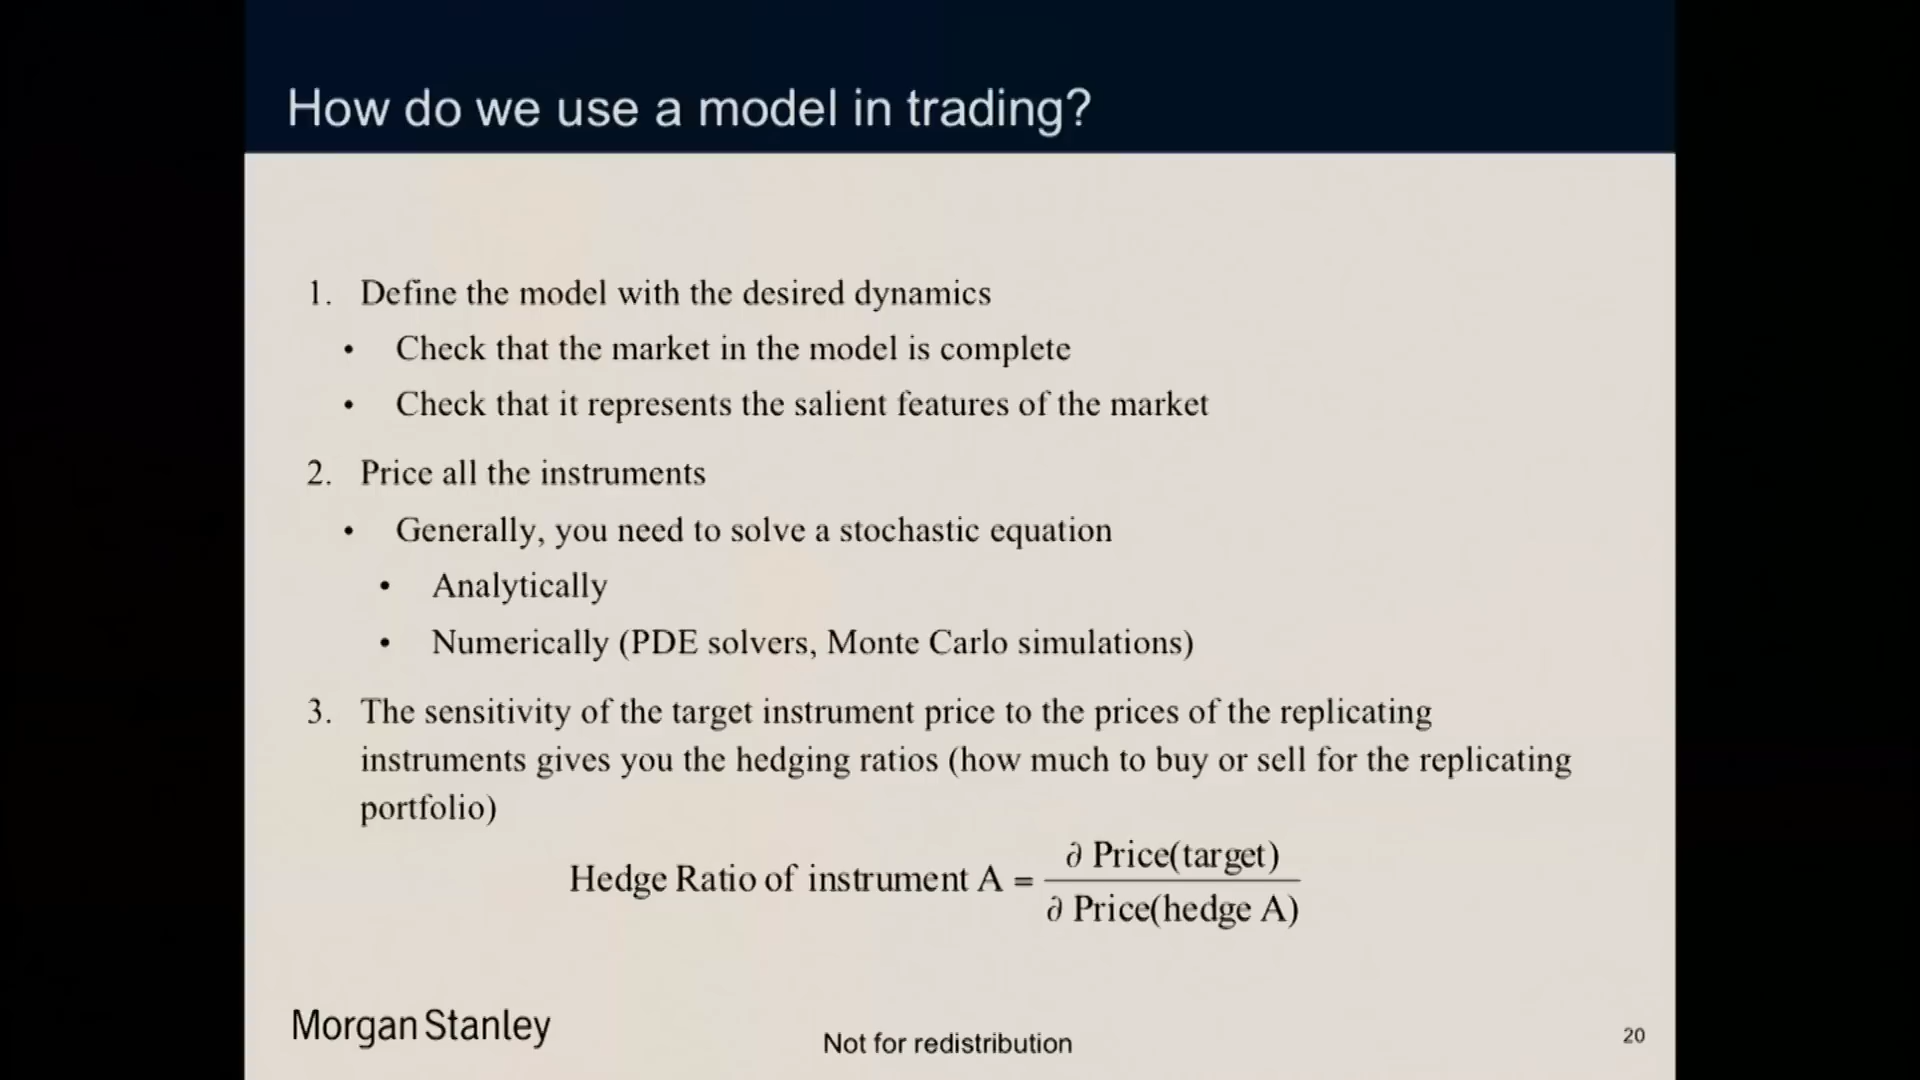 How do we use a model in trading?
1. Define the model with the desired dynamics
• Check that the market in the model is complete
• Check that it represents the salient features of the market
2. Price all the instruments
• Generally, you need to solve a stochastic equation
• Analytically
• Numerically (PDE solvers, Monte Carlo simulations)
3. The sensitivity of the target instrument price to the prices of the replicating
instruments gives you the hedging ratios (how much to buy or sell for the replicating
portfolio)
Hedge Ratio of instrument A = ∂ Price(target) / ∂ Price(hedge A)
Morgan Stanley
Not for redistribution
20